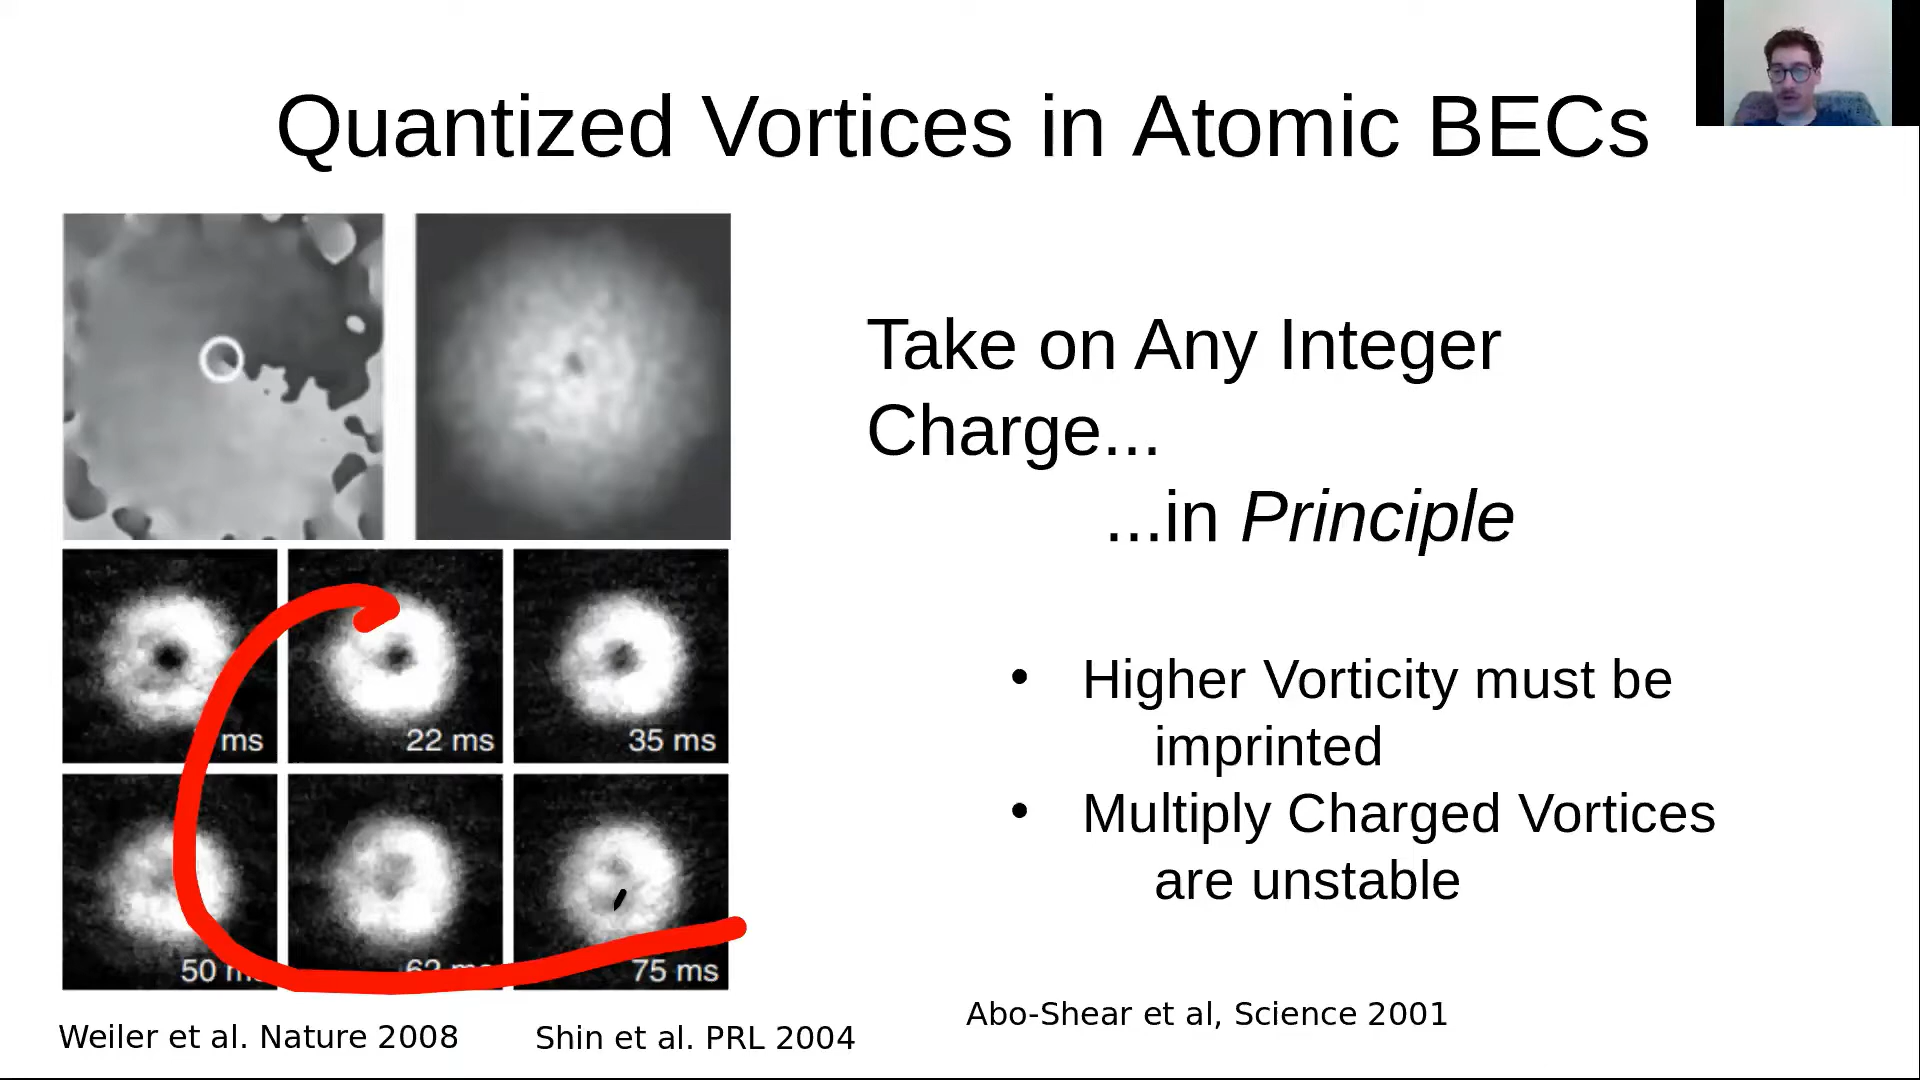 Quantized Vortices in Atomic BECs
Take on Any Integer
Charge...
...in Principle
ms
22 ms
35 ms
50 ms
62 ms
75 ms
• Higher Vorticity must be
imprinted
• Multiply Charged Vortices
are unstable
Weiler et al. Nature 2008
Shin et al. PRL 2004
Abo-Shear et al, Science 2001